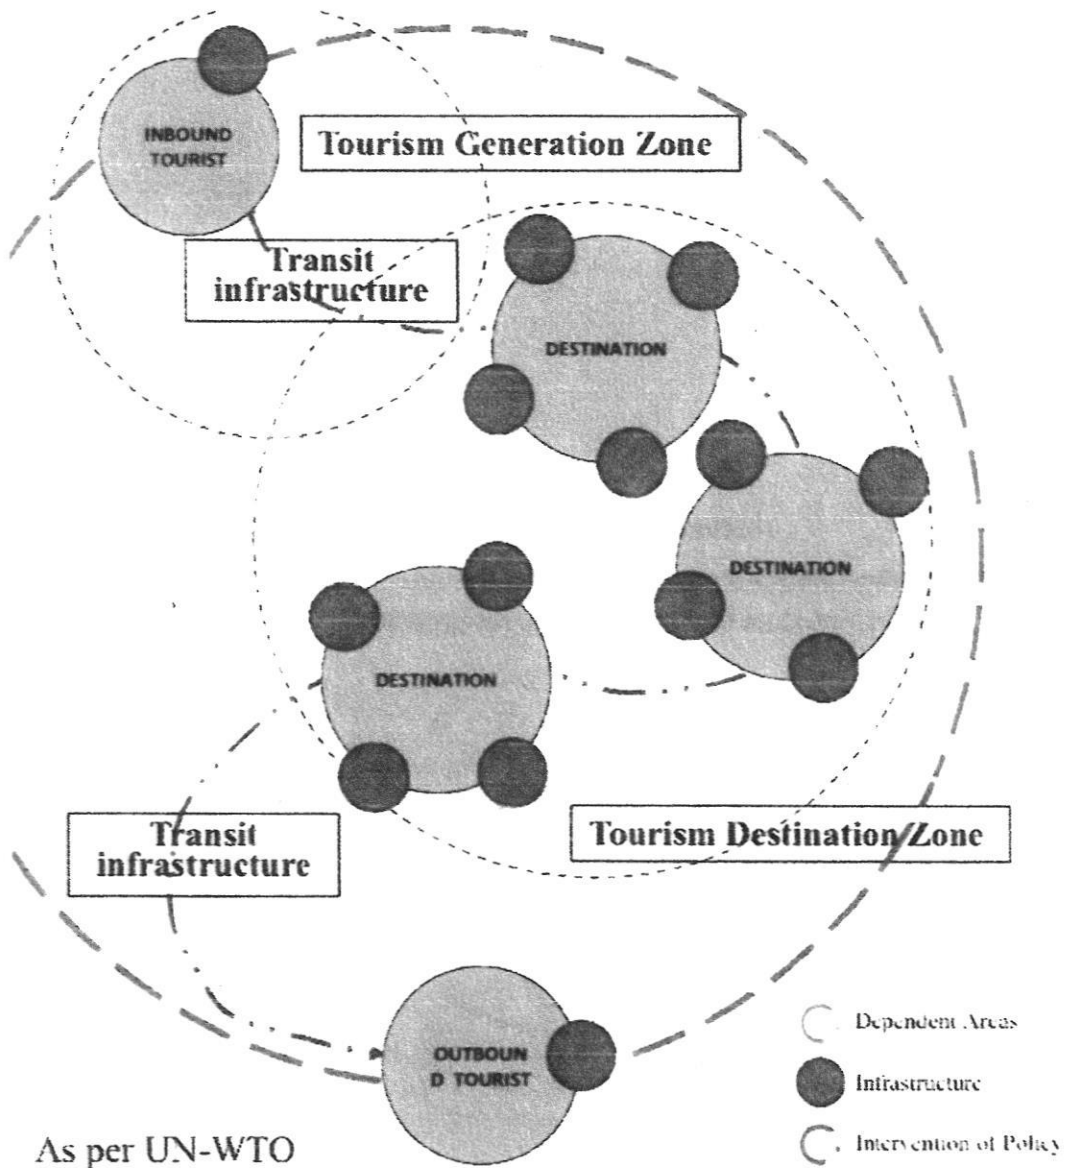 INBOUND
TOURIST
Tourism Generation Zone
Transit
infrastructure
DESTINATION
DESTINATION
DESTINATION
Transit
infrastructure
Tourism Destination Zone
OUTBOUN
D TOURIST
Dependent Areas
Infrastructure
Intervention of Policy
As per UN-WTO